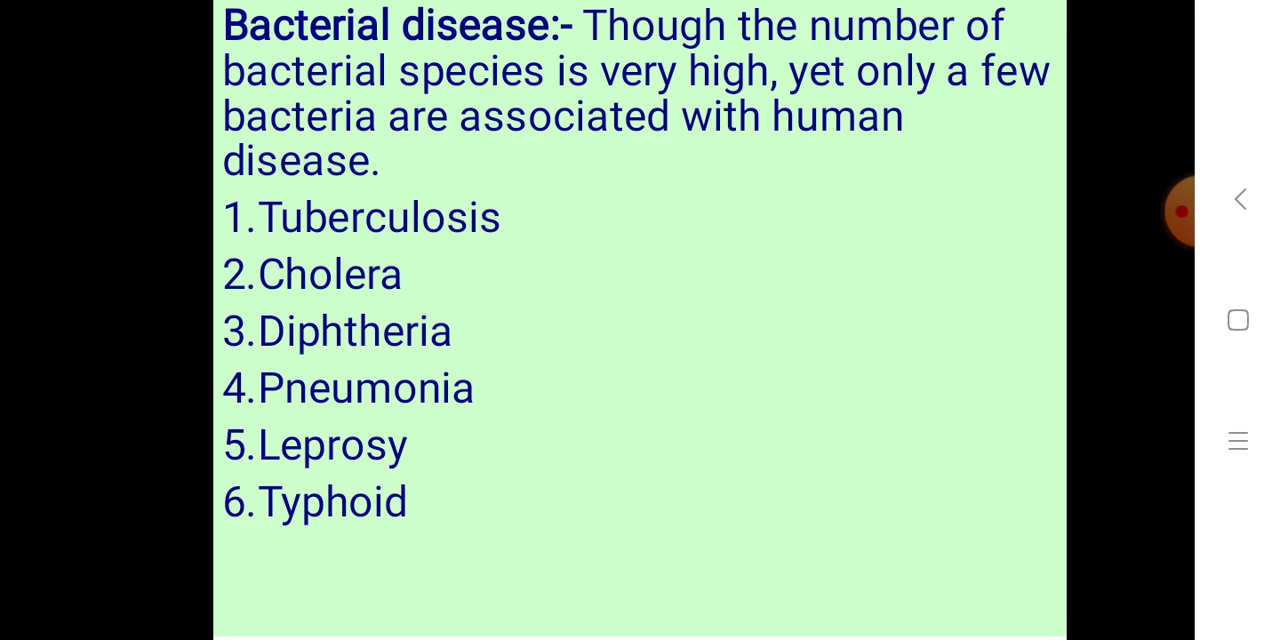 Bacterial disease:- Though the number of
bacterial species is very high, yet only a few
bacteria are associated with human
disease.
1.Tuberculosis
2.Cholera
3.Diphtheria
4.Pneumonia
5.Leprosy
6.Typhoid